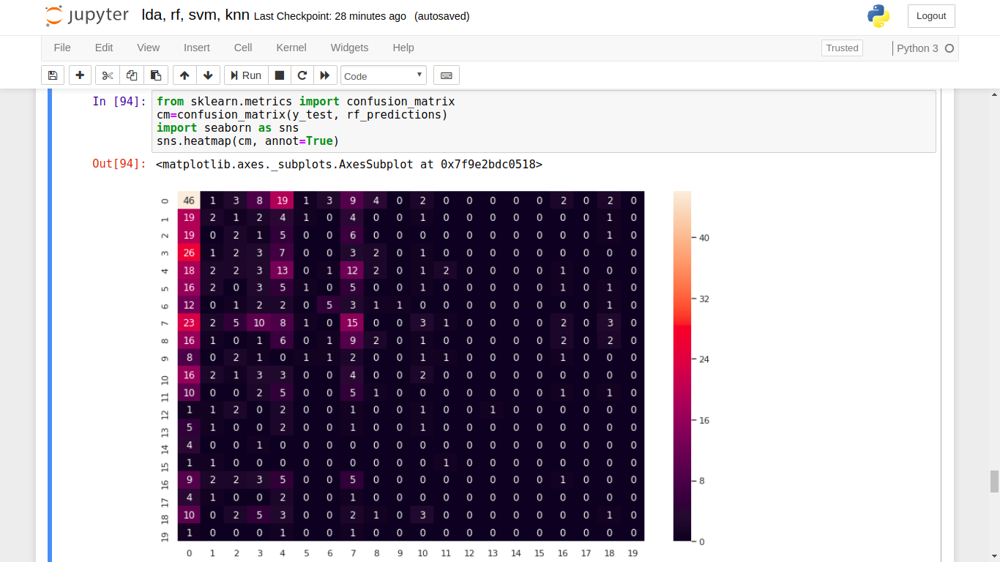 jupyter lda, rf, svm, knn Last Checkpoint: 28 minutes ago (autosaved) Logout
File Edit View Insert Cell Kernel Widgets Help Trusted Python 3
Run Code
In [94]: from sklearn.metrics import confusion_matrix
cm=confusion_matrix(y_test, rf_predictions)
import seaborn as sns
sns.heatmap(cm, annot=True)
Out[94]: <matplotlib.axes._subplots.AxesSubplot at 0x7f9e2bdc0518>
0 46 1 3 8 19 1 3 9 4 0 2 0 0 0 0 0 2 0 2 0
1 19 2 1 2 4 1 0 4 0 0 1 0 0 0 0 0 0 0 1 0
2 19 0 2 1 5 0 0 6 0 0 0 0 0 0 0 0 0 0 1 0
3 26 1 2 3 7 0 0 3 2 0 1 0 0 0 0 0 0 0 0 0
4 18 2 2 3 13 0 1 12 2 0 1 2 0 0 0 0 1 0 0 0
5 16 2 0 3 5 1 0 5 0 0 1 0 0 0 0 0 1 0 1 0
6 12 0 1 2 2 0 5 3 1 1 0 0 0 0 0 0 0 0 1 0
7 23 2 5 10 8 1 0 15 0 0 3 1 0 0 0 0 2 0 3 0
8 16 1 0 1 6 0 1 9 2 0 1 0 0 0 0 0 2 0 2 0
9 8 0 2 1 0 1 1 2 0 0 1 1 0 0 0 0 1 0 0 0
10 16 2 1 3 3 0 0 4 0 0 2 0 0 0 0 0 0 0 0 0
11 10 0 0 2 5 0 0 5 1 0 0 0 0 0 0 0 1 0 1 0
12 1 1 2 0 2 0 0 1 0 0 1 0 0 1 0 0 0 0 0 0
13 5 1 0 0 2 0 0 1 0 0 1 0 0 0 0 0 0 0 0 0
14 4 0 0 1 0 0 0 0 0 0 0 0 0 0 0 0 0 0 0 0
15 1 1 0 0 0 0 0 0 0 0 0 1 0 0 0 0 0 0 0 0
16 9 2 2 3 5 0 0 5 0 0 0 0 0 0 0 0 1 0 0 0
17 4 1 0 0 2 0 0 1 0 0 0 0 0 0 0 0 0 0 0 0
18 10 0 2 5 3 0 0 2 1 0 3 0 0 0 0 0 0 0 1 0
19 1 0 0 0 1 0 0 1 0 0 0 0 0 0 0 0 0 0 0 0
0 1 2 3 4 5 6 7 8 9 10 11 12 13 14 15 16 17 18 19
40
32
24
16
8
0